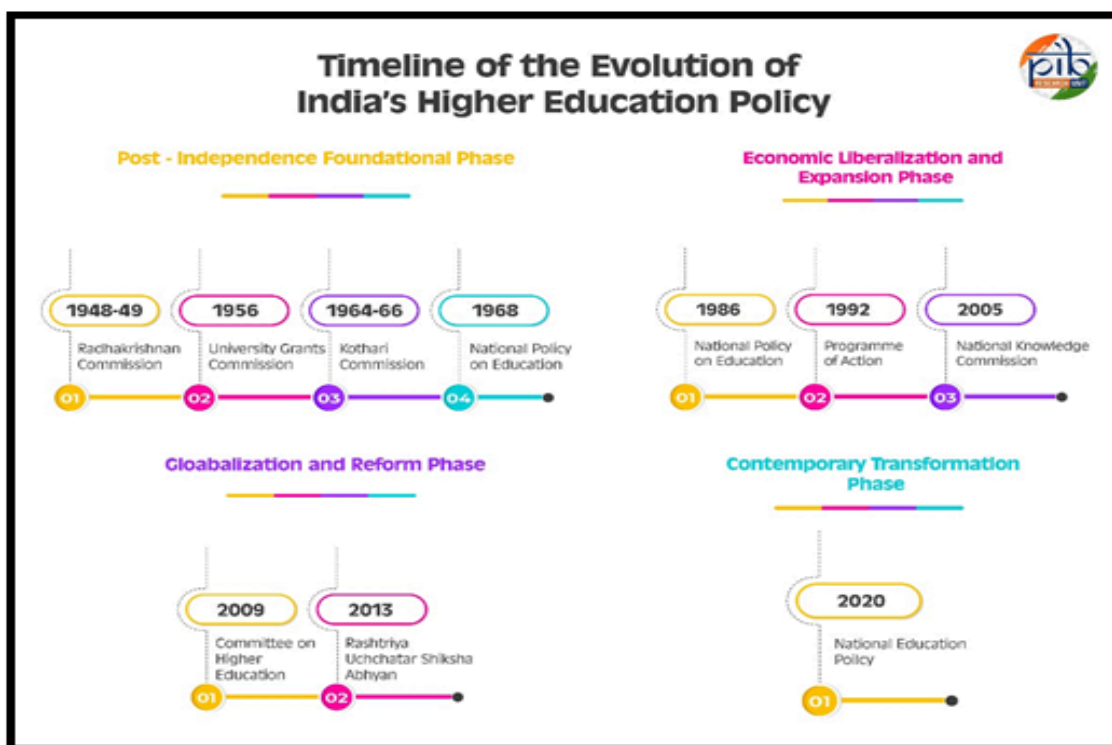 Timeline of the Evolution of
India's Higher Education Policy
pib
RESEARCH UNIT
Post - Independence Foundational Phase
1948-49
Radhakrishnan
Commission
01
1956
University Grants
Commission
02
1964-66
Kothari
Commission
03
1968
National Policy
on Education
04
Economic Liberalization and
Expansion Phase
1986
National Policy
on Education
01
1992
Programme
of Action
02
2005
National Knowledge
Commission
03
Gloabalization and Reform Phase
2009
Committee on
Higher
Education
01
2013
Rashtriya
Uchchatar Shiksha
Abhyan
02
Contemporary Transformation
Phase
2020
National Education
Policy
01